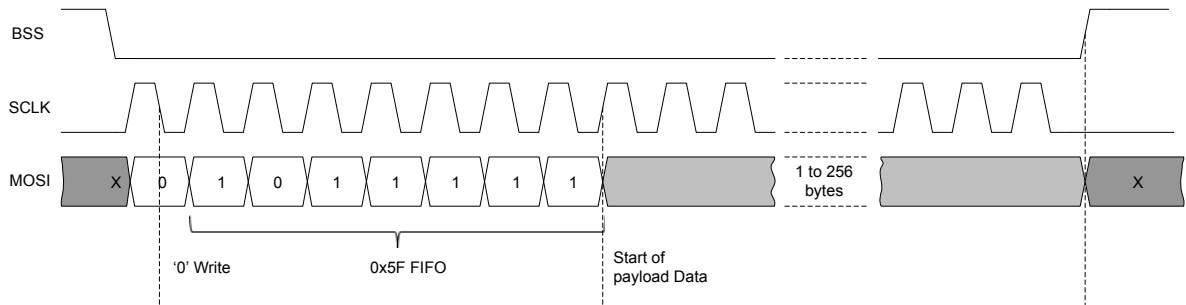 BSS
SCLK
MOSI X 0 1 0 1 1 1 1 1 1 to 256 X
bytes
‘0’ Write 0x5F FIFO Start of
payload Data